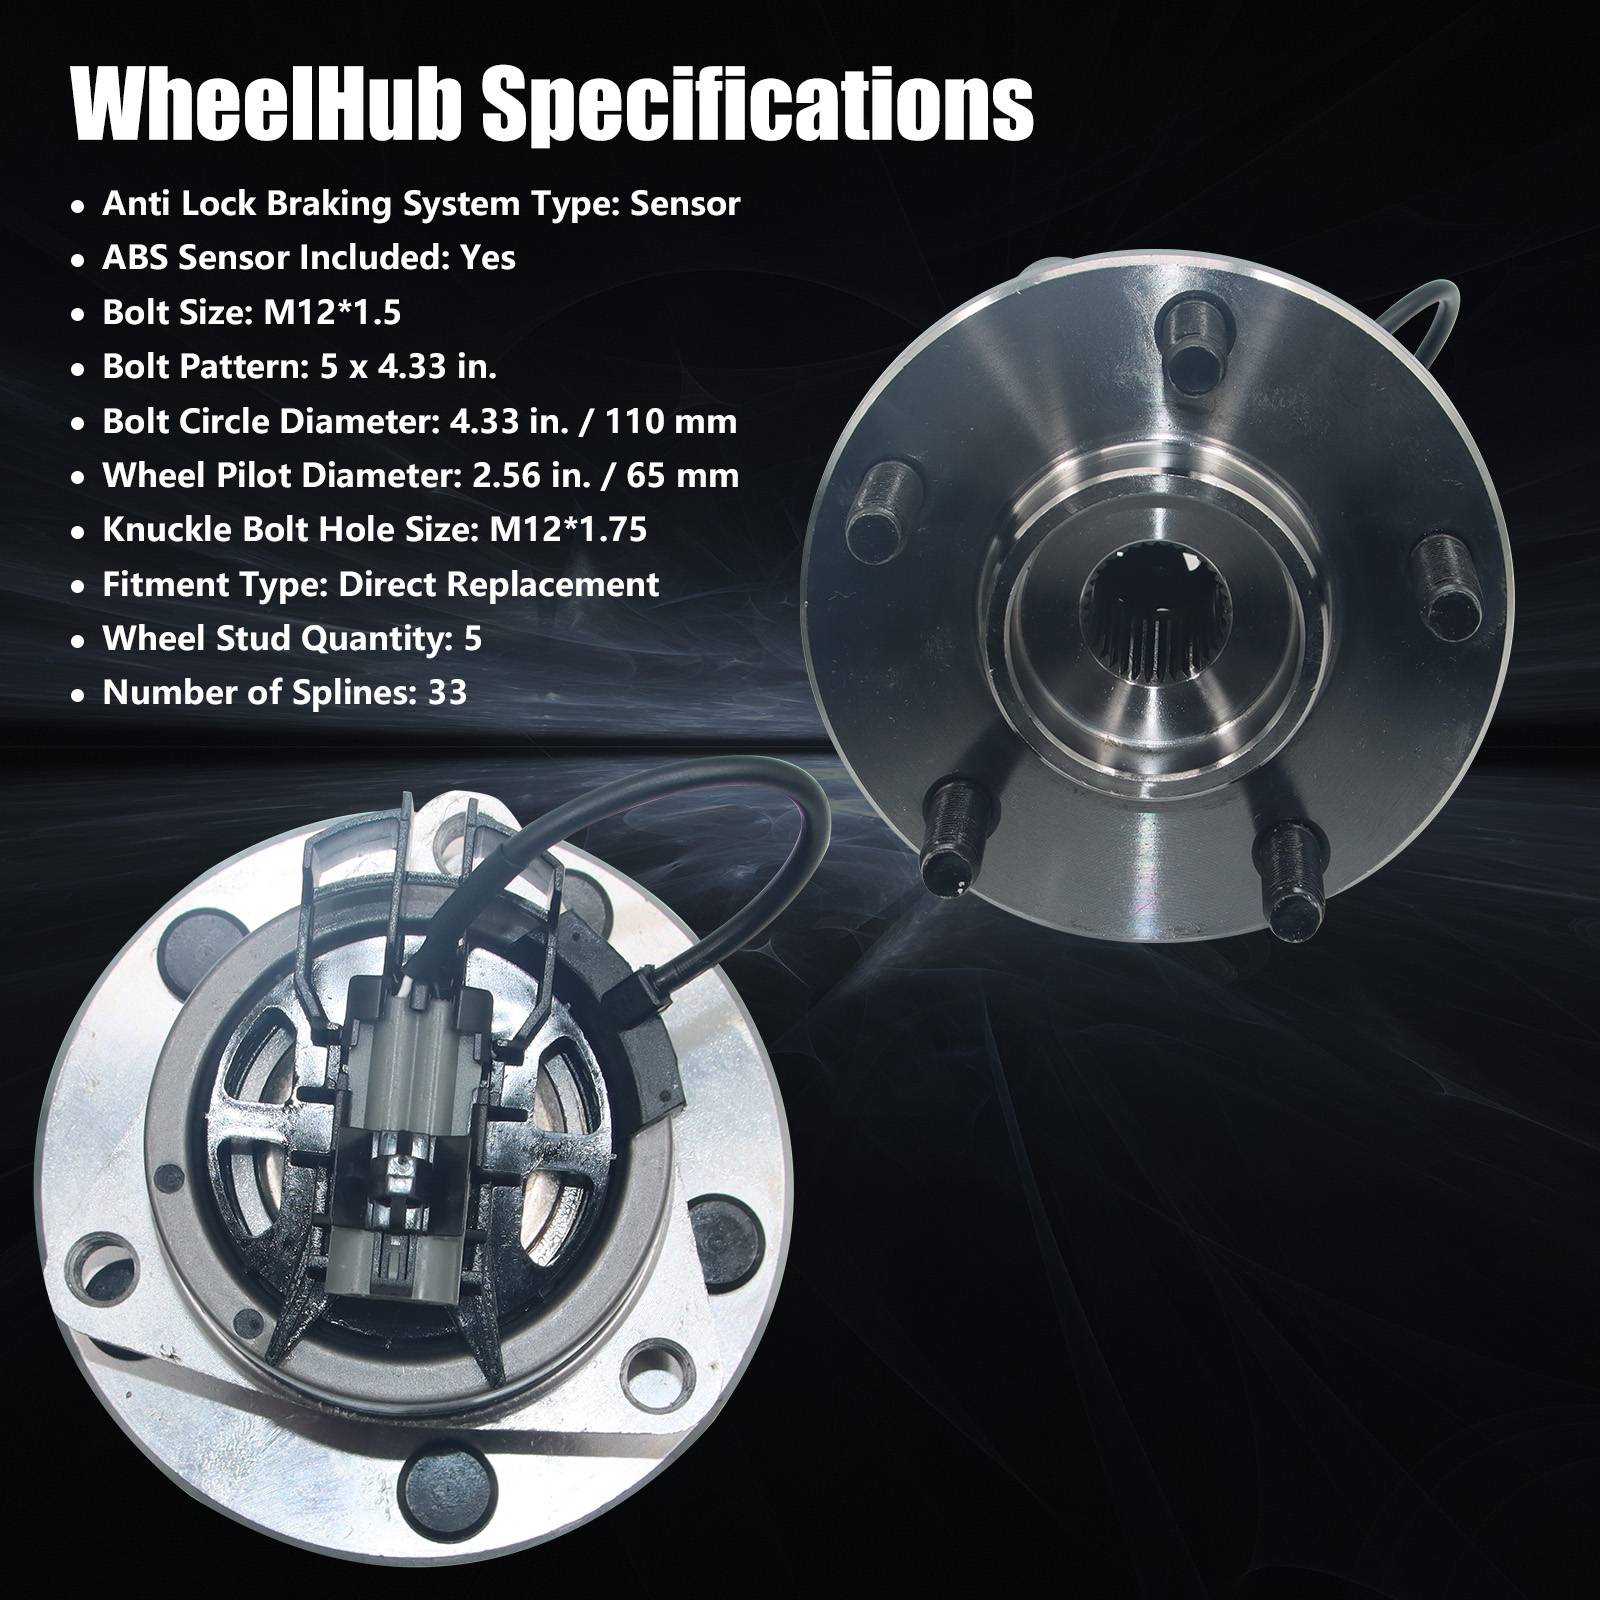 WheelHub Specifications
• Anti Lock Braking System Type: Sensor
• ABS Sensor Included: Yes
• Bolt Size: M12*1.5
• Bolt Pattern: 5 x 4.33 in.
• Bolt Circle Diameter: 4.33 in. / 110 mm
• Wheel Pilot Diameter: 2.56 in. / 65 mm
• Knuckle Bolt Hole Size: M12*1.75
• Fitment Type: Direct Replacement
• Wheel Stud Quantity: 5
• Number of Splines: 33